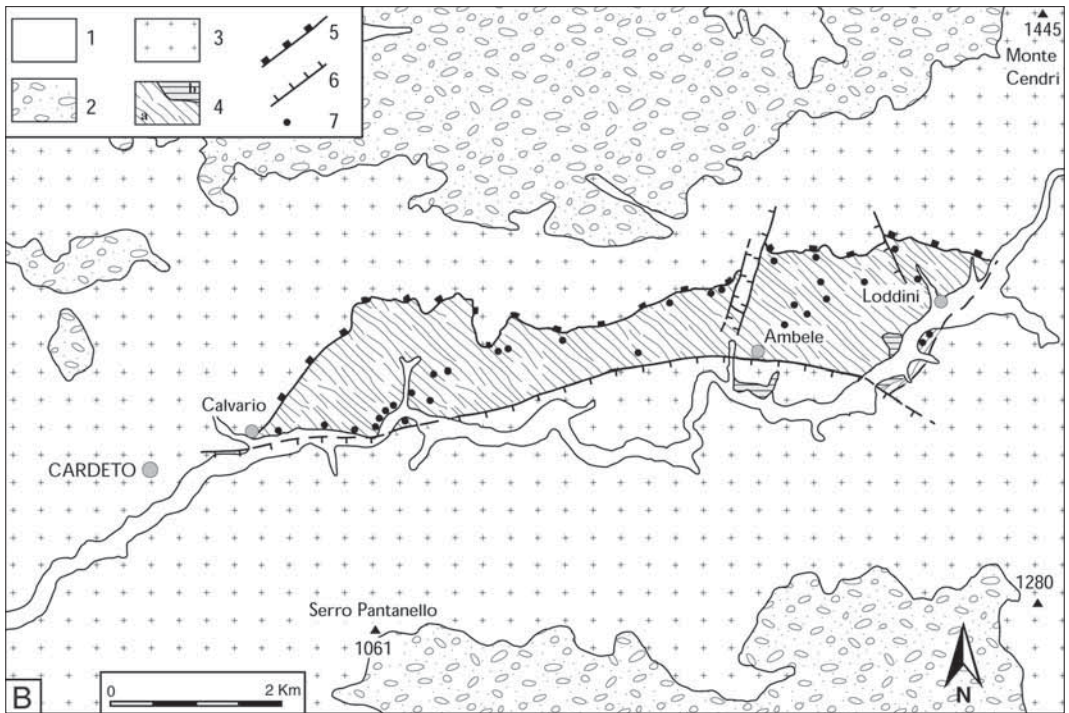 1 3 5
1445
Monte
Cendri
b
6
2 a 4
7
Loddini
Ambele
Calvario
CARDETO
1280
Serro Pantanello
1061
B 0 2 Km
N